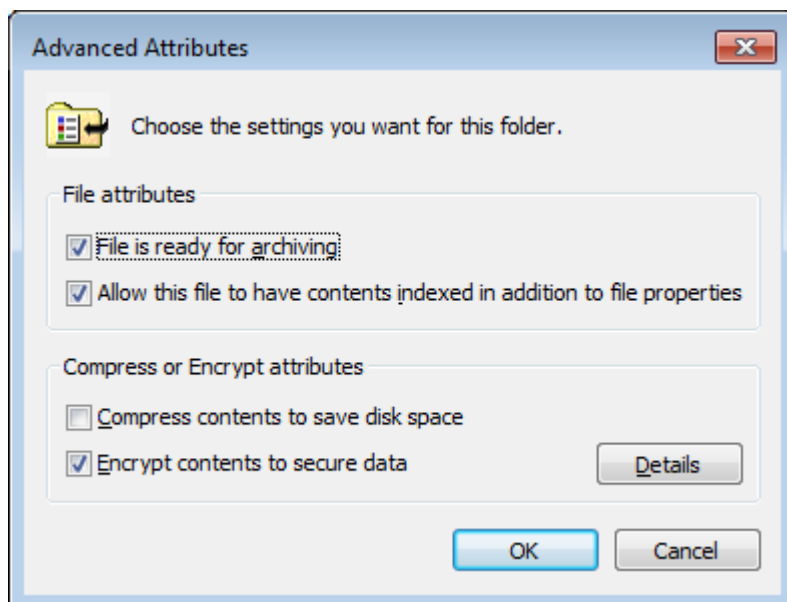 Advanced Attributes
Choose the settings you want for this folder.
File attributes
File is ready for archiving
Allow this file to have contents indexed in addition to file properties
Compress or Encrypt attributes
Compress contents to save disk space
Encrypt contents to secure data
Details
OK
Cancel